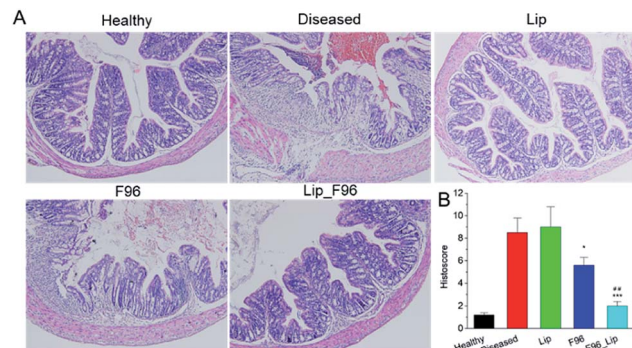 A
Healthy
Diseased
Lip
F96
Lip_F96
B
Histoscore
12
10
8
6
4
2
0
*
##
***
Healthy
Diseased
Lip
F96
F96_Lip